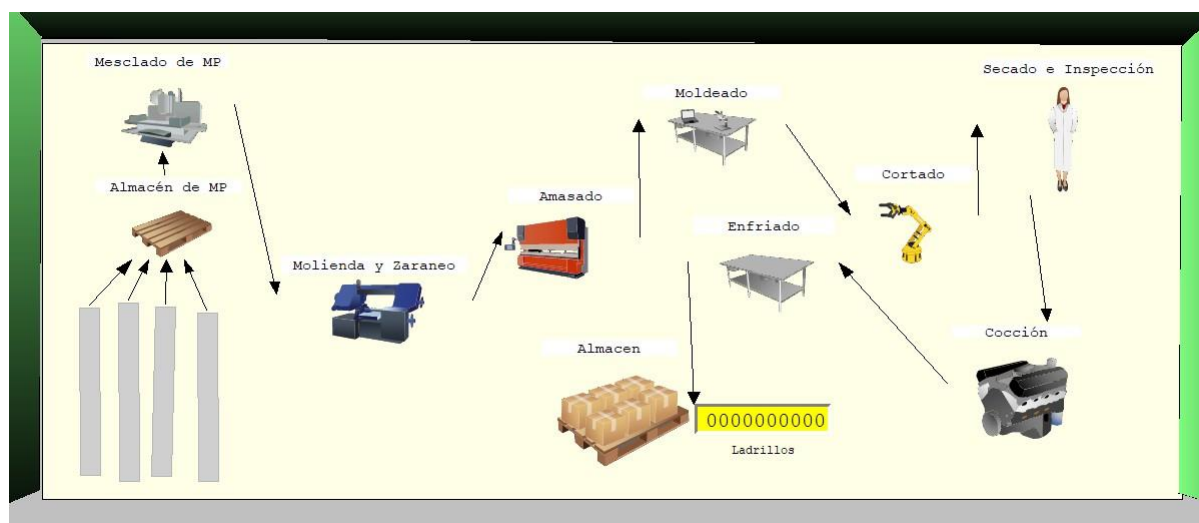 Mesclado de MP
Almacén de MP
Molienda y Zaraneo
Amasado
Moldeado
Cortado
Secado e Inspección
Cocción
Enfriado
Almacen
0000000000
Ladrillos